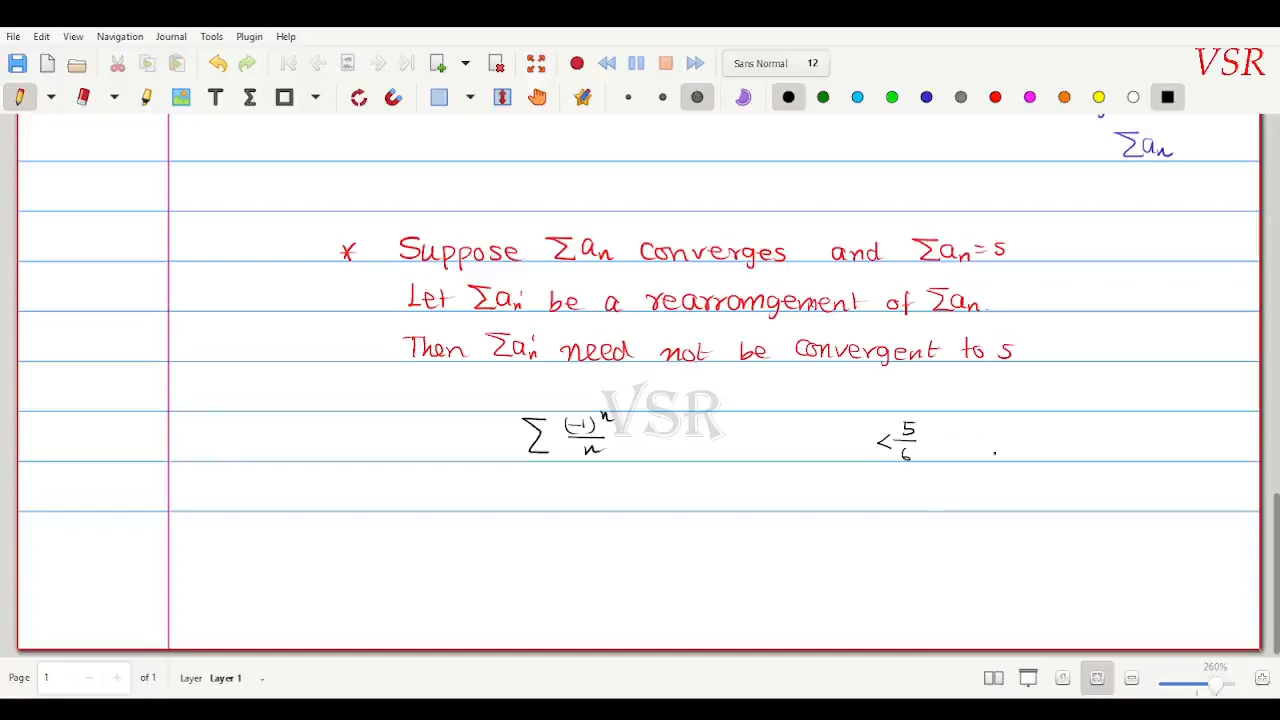 File Edit View Navigation Journal Tools Plugin Help
VSR
Sans Normal 12
Σan
* Suppose Σan converges and Σan = s
Let Σan' be a rearrangement of Σan.
Then Σan' need not be convergent to s
VSR
Σ (-1)^n/n < 5/6 .
Page 1 of 1 Layer Layer 1 260%